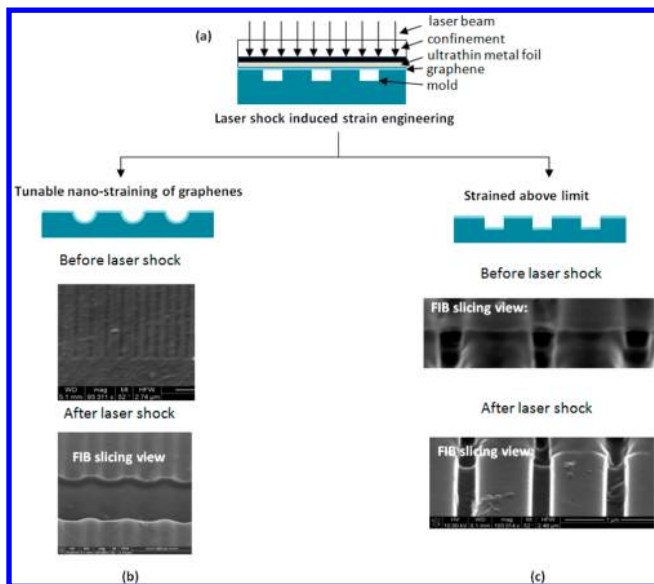 (a)
laser beam
confinement
ultrathin metal foil
graphene
mold
Laser shock induced strain engineering
Tunable nano-straining of graphenes
Before laser shock
After laser shock
FIB slicing view
(b)
Strained above limit
Before laser shock
FIB slicing view:
After laser shock
FIB slicing view:
(c)